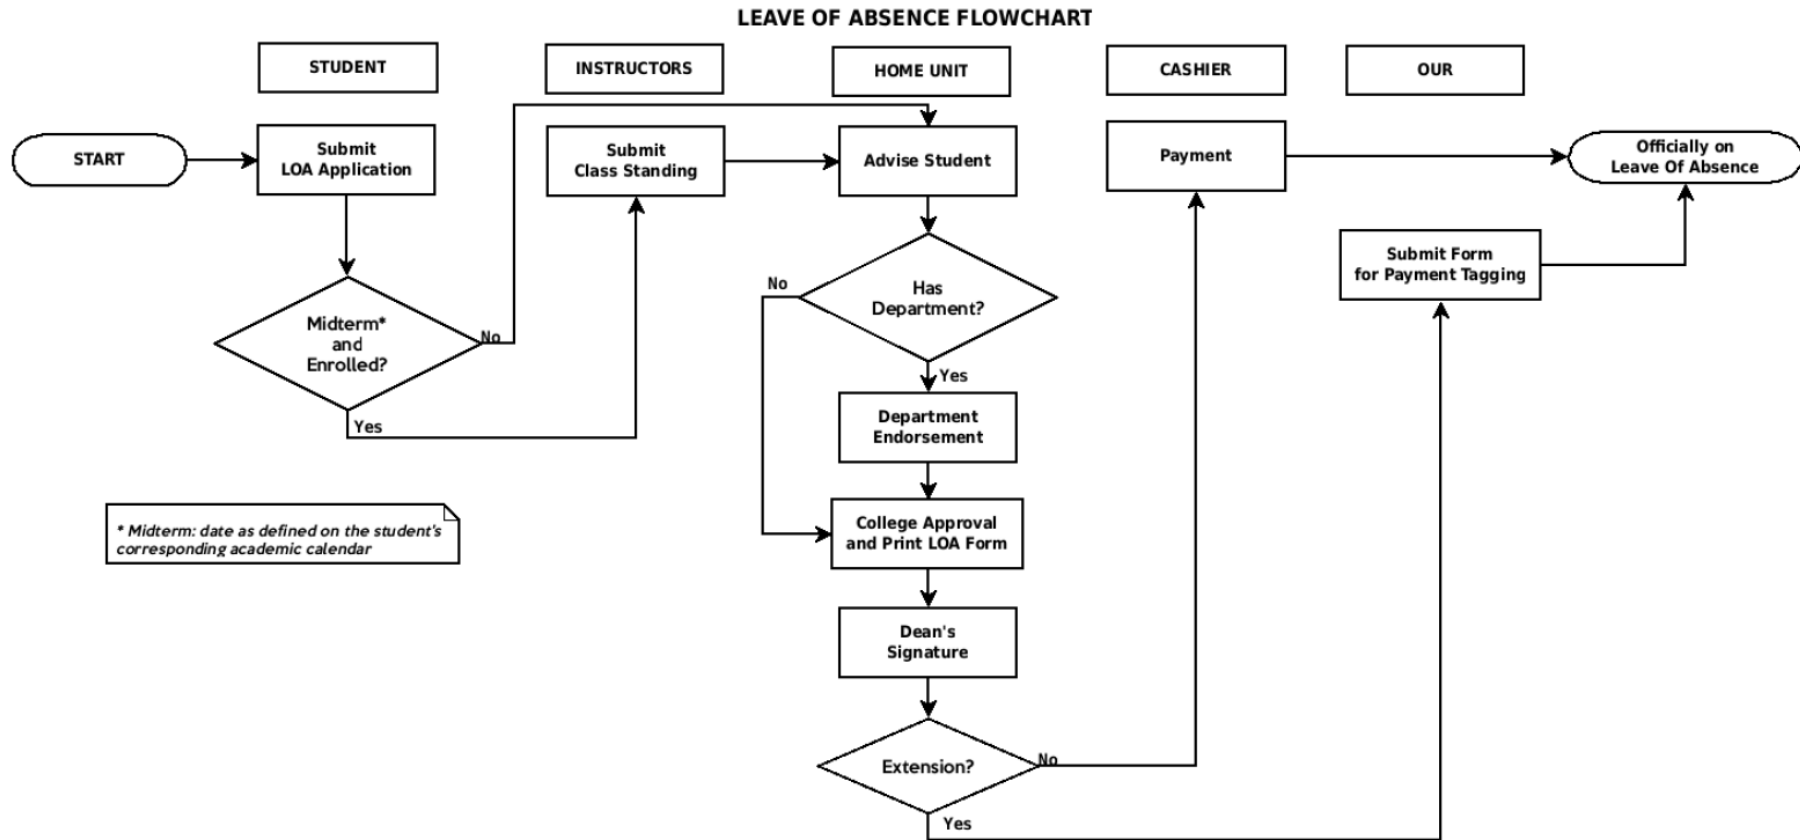 LEAVE OF ABSENCE FLOWCHART
STUDENT
INSTRUCTORS
HOME UNIT
CASHIER
OUR
START
Submit
LOA Application
Submit
Class Standing
Advise Student
Payment
Officially on
Leave Of Absence
Submit Form
for Payment Tagging
Midterm*
and
Enrolled?
No
Yes
Has
Department?
No
Yes
Department
Endorsement
College Approval
and Print LOA Form
Dean's
Signature
Extension?
No
Yes
* Midterm: date as defined on the student's
corresponding academic calendar